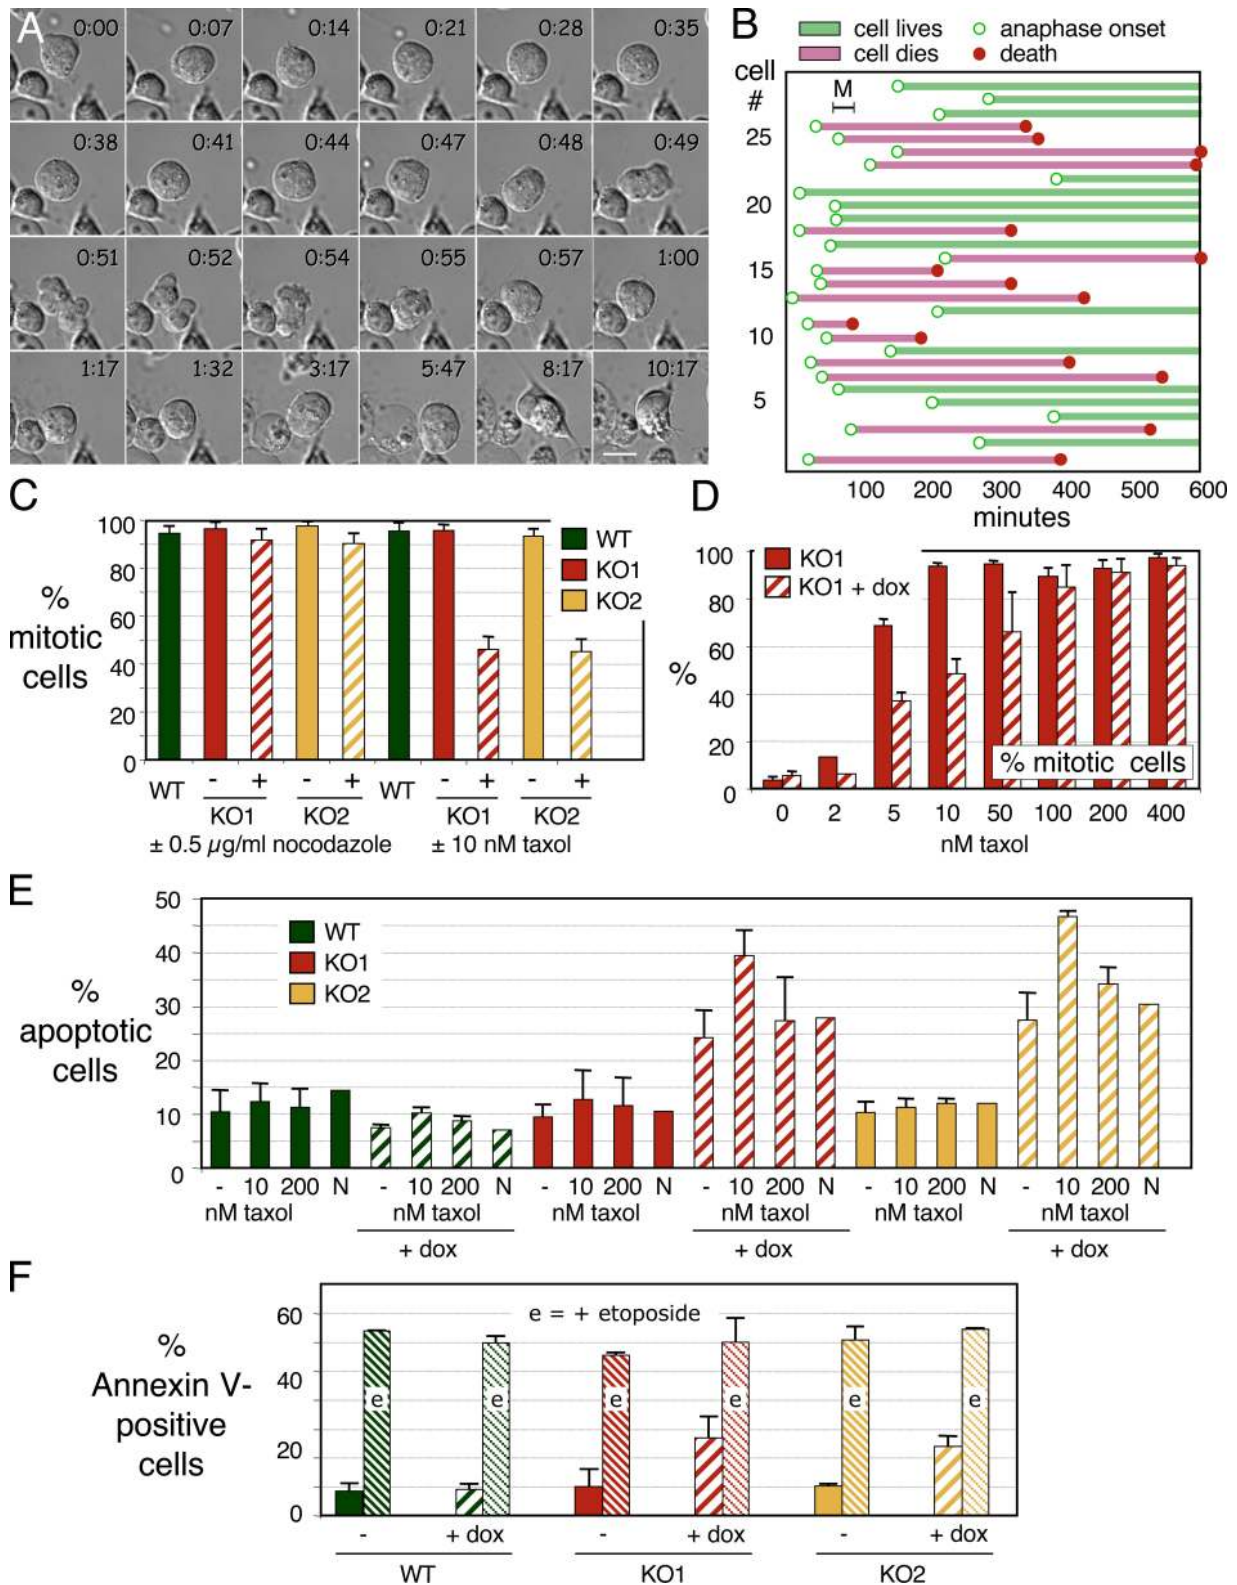 A
0:00 0:07 0:14 0:21 0:28 0:35
0:38 0:41 0:44 0:47 0:48 0:49
0:51 0:52 0:54 0:55 0:57 1:00
1:17 1:32 3:17 5:47 8:17 10:17
B
cell lives anaphase onset
cell dies death
cell
#
M
25
20
15
10
5
100 200 300 400 500 600
minutes
C
100
80
60
40
20
0
%
mitotic
cells
WT
KO1
KO2
WT - + - + WT - + - +
KO1 KO2 KO1 KO2
± 0.5 µg/ml nocodazole ± 10 nM taxol
D
100
80
60
40
20
0
%
KO1
KO1 + dox
% mitotic cells
0 2 5 10 50 100 200 400
nM taxol
E
50
40
30
20
10
0
%
apoptotic
cells
WT
KO1
KO2
- 10 200 N - 10 200 N - 10 200 N - 10 200 N - 10 200 N - 10 200 N
nM taxol nM taxol nM taxol nM taxol nM taxol nM taxol
+ dox + dox + dox
F
60
40
20
0
%
Annexin V-
positive
cells
e = + etoposide
e e e e e e
- + dox - + dox - + dox
WT KO1 KO2